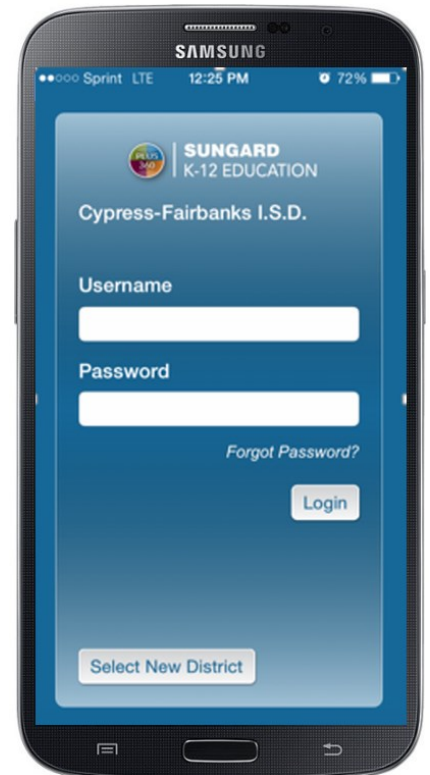 SAMSUNG
●●○○○ Sprint LTE 12:25 PM 72%
PLUS 360
SUNGARD
K-12 EDUCATION
Cypress-Fairbanks I.S.D.
Username
Password
Forgot Password?
Login
Select New District